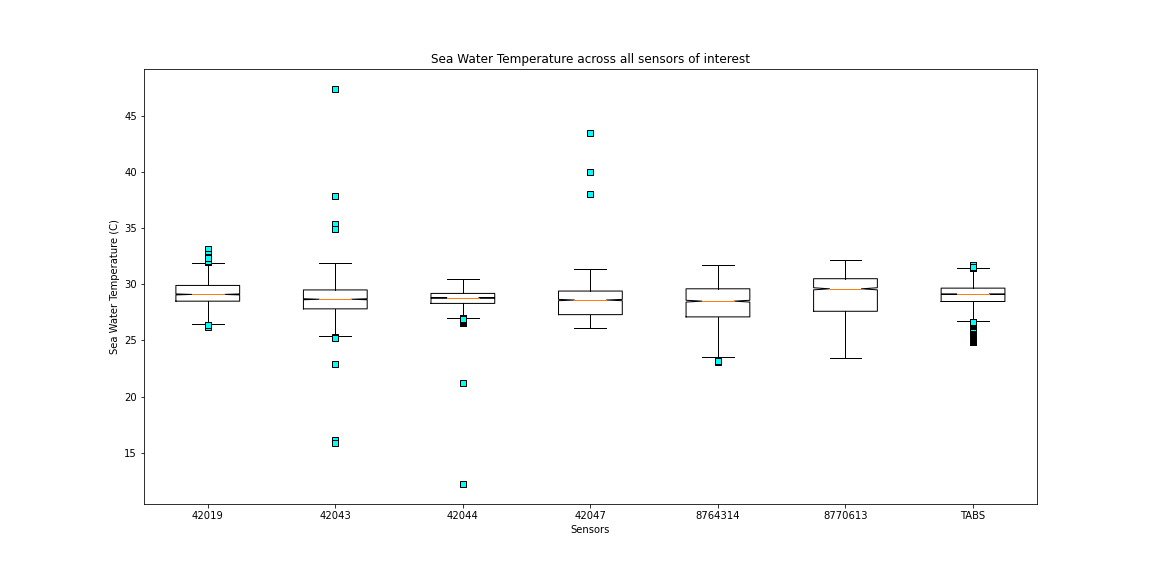 Sea Water Temperature across all sensors of interest
Sea Water Temperature (C)
45
40
35
30
25
20
15
42019 42043 42044 42047 8764314 8770613 TABS
Sensors